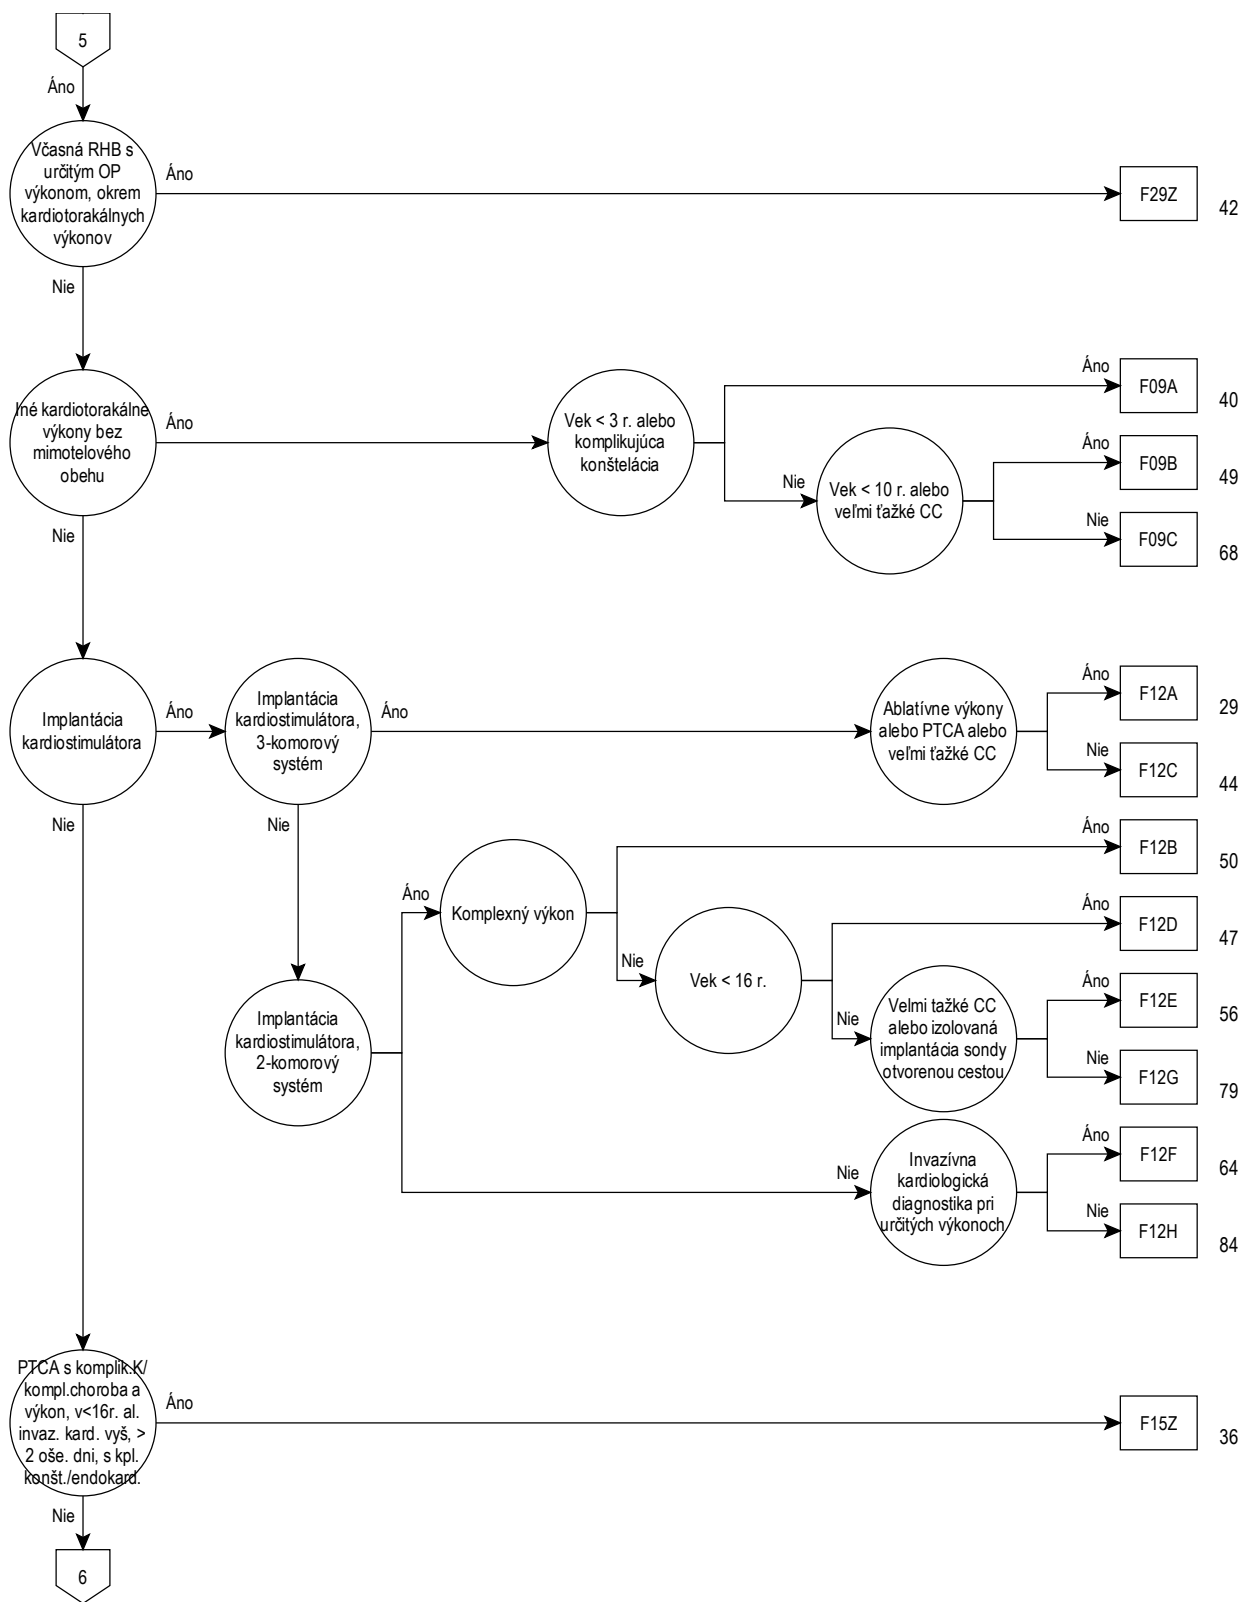 5
Áno
Včasná RHB s
určitým OP
výkonom, okrem
kardiotorakálnych
výkonov
Áno
F29Z
42
Nie
Iné kardiotorakálne
výkony bez
mimotelového
obehu
Áno
Vek < 3 r. alebo
komplikujúca
konštelácia
Áno
F09A
40
Nie
Vek < 10 r. alebo
veľmi ťažké CC
Áno
F09B
49
Nie
F09C
68
Nie
Implantácia
kardiostimulátora
Áno
Implantácia
kardiostimulátora,
3-komorový
systém
Áno
Ablatívne výkony
alebo PTCA alebo
veľmi ťažké CC
Áno
F12A
29
Nie
F12C
44
Nie
Nie
Áno
Komplexný výkon
Áno
F12B
50
Nie
Vek < 16 r.
Áno
F12D
47
Implantácia
kardiostimulátora,
2-komorový
systém
Nie
Velmi tažké CC
alebo izolovaná
implantácia sondy
otvorenou cestou
Áno
F12E
56
Nie
F12G
79
Nie
Invazívna
kardiologická
diagnostika pri
určitých výkonoch
Áno
F12F
64
Nie
F12H
84
PTCA s komplik.K/
kompl.choroba a
výkon, v<16r. al.
invaz. kard. vyš, >
2 oše. dni, s kpl.
konšt./endokard.
Áno
F15Z
36
Nie
6